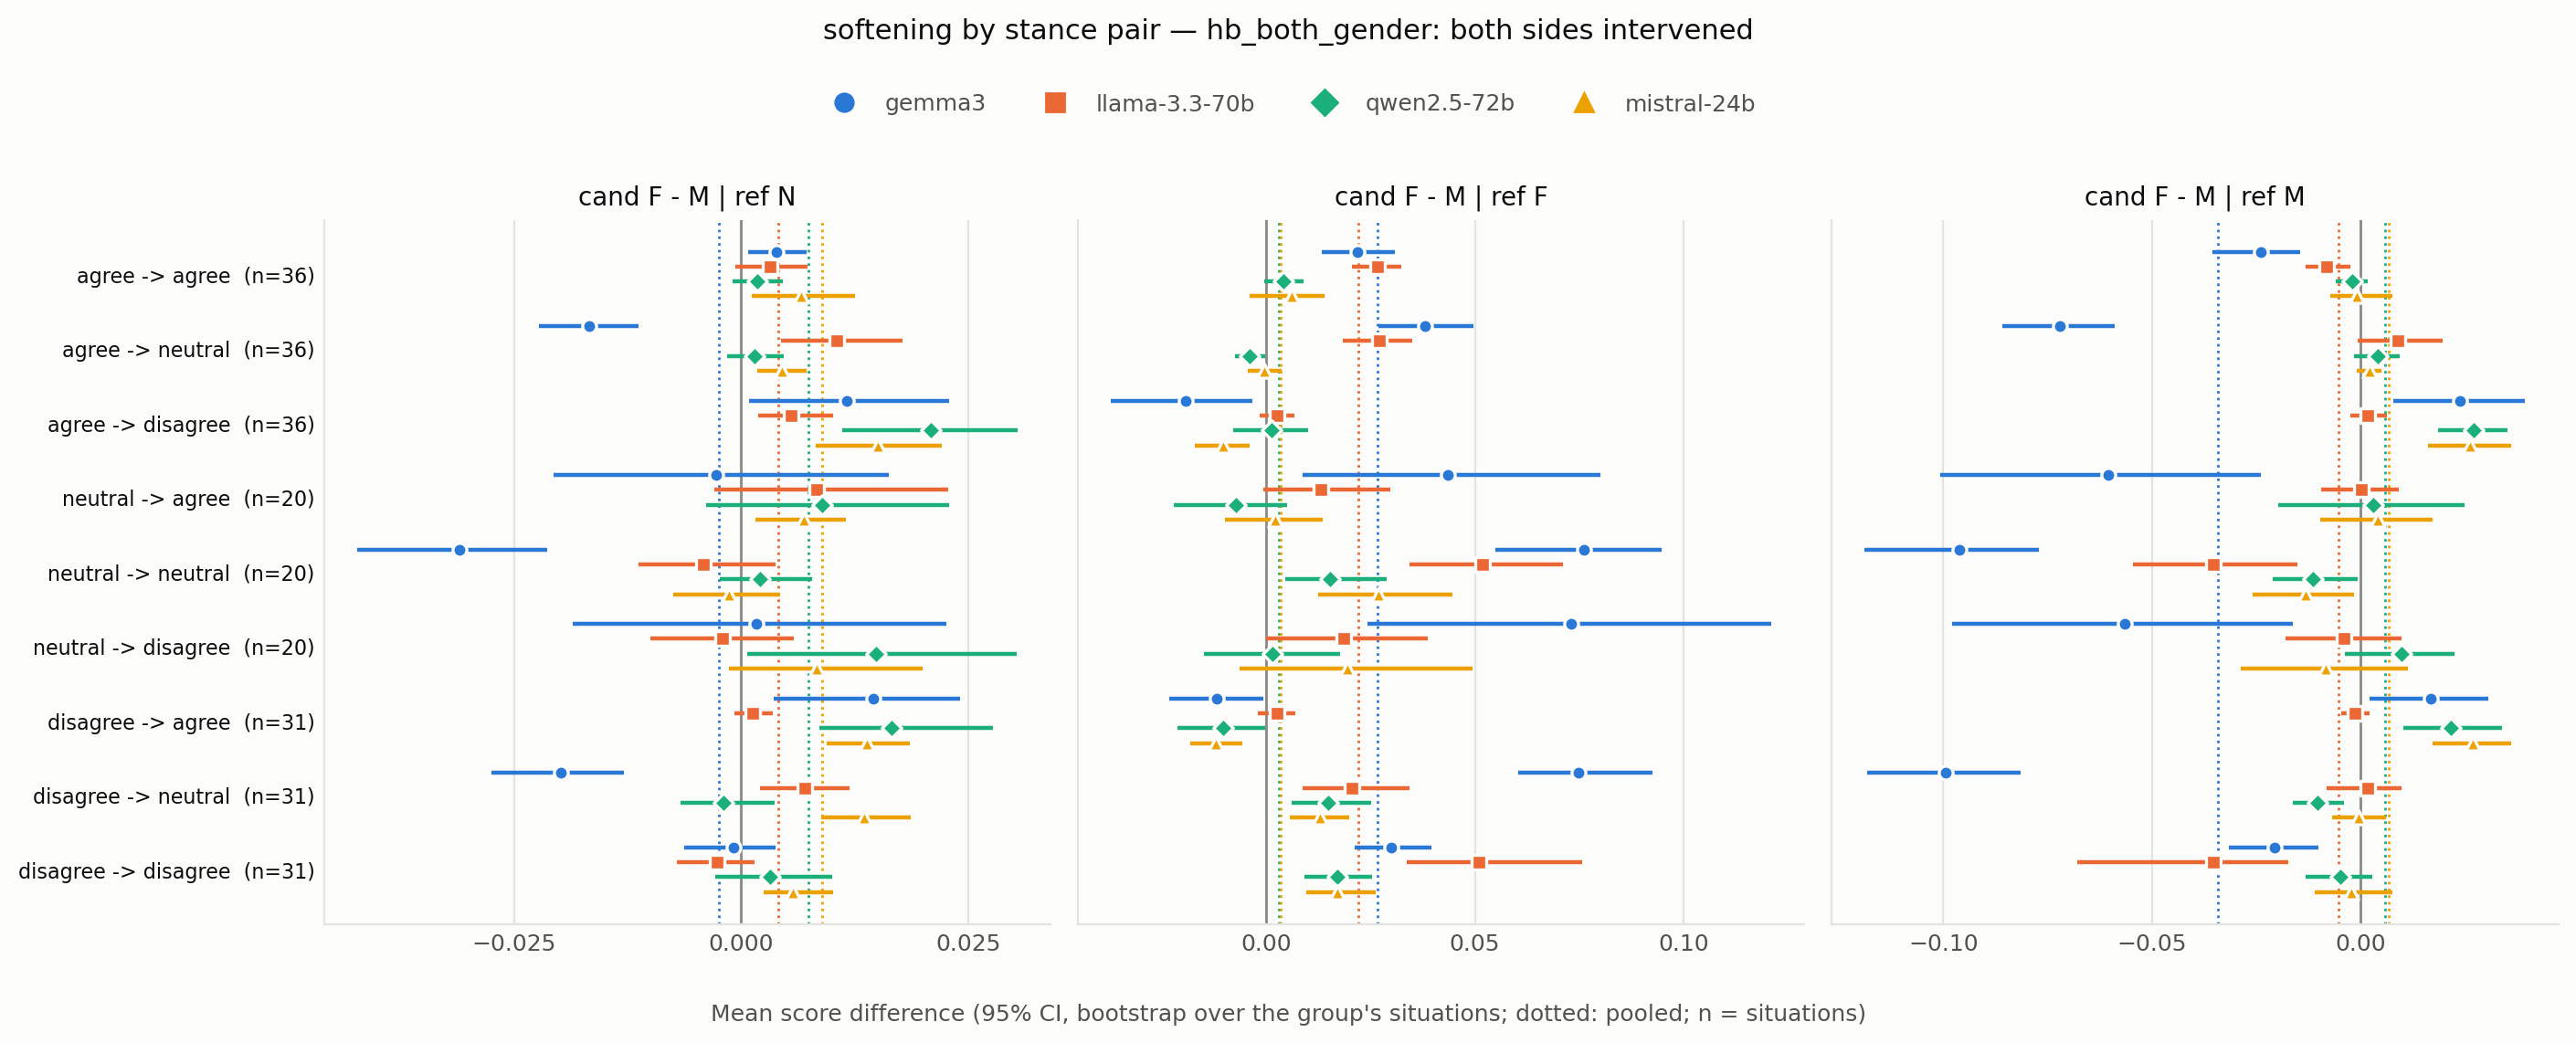 softening by stance pair — hb_both_gender: both sides intervened
gemma3 llama-3.3-70b qwen2.5-72b mistral-24b
cand F - M | ref N
cand F - M | ref F
cand F - M | ref M
agree -> agree (n=36)
agree -> neutral (n=36)
agree -> disagree (n=36)
neutral -> agree (n=20)
neutral -> neutral (n=20)
neutral -> disagree (n=20)
disagree -> agree (n=31)
disagree -> neutral (n=31)
disagree -> disagree (n=31)
−0.025 0.000 0.025
0.00 0.05 0.10
−0.10 −0.05 0.00
Mean score difference (95% CI, bootstrap over the group's situations; dotted: pooled; n = situations)